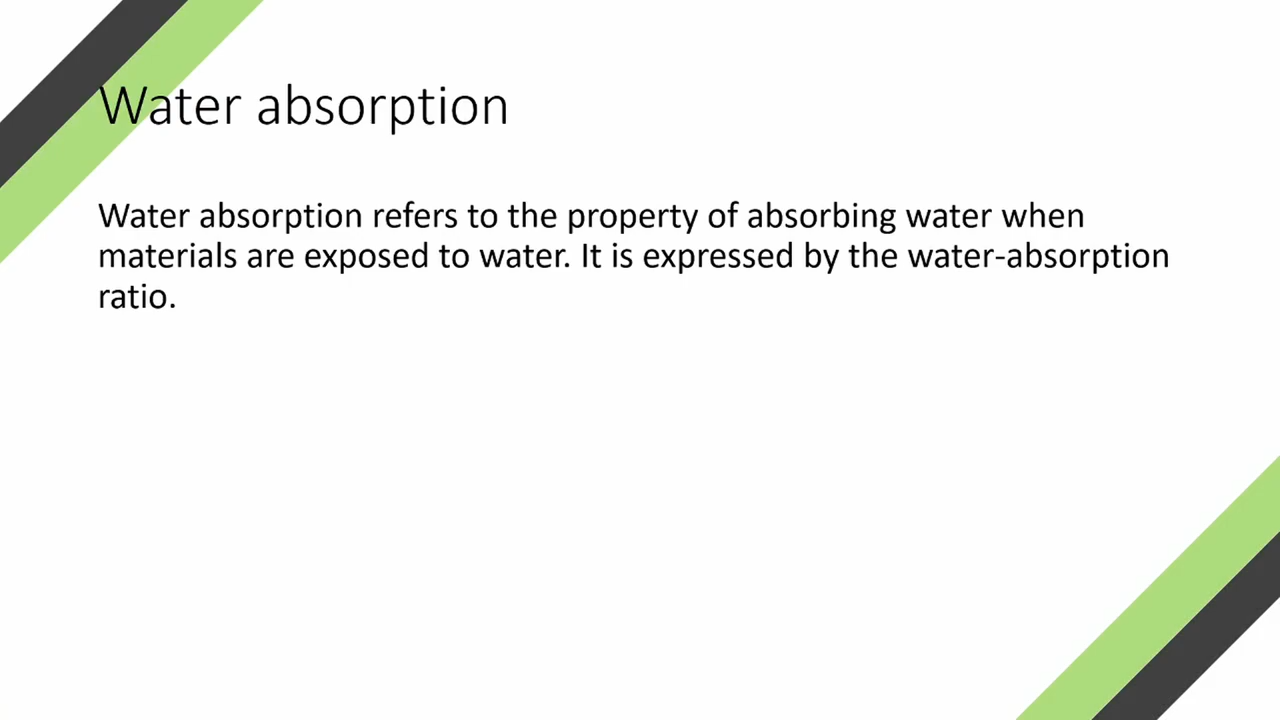 Water absorption
Water absorption refers to the property of absorbing water when
materials are exposed to water. It is expressed by the water-absorption
ratio.